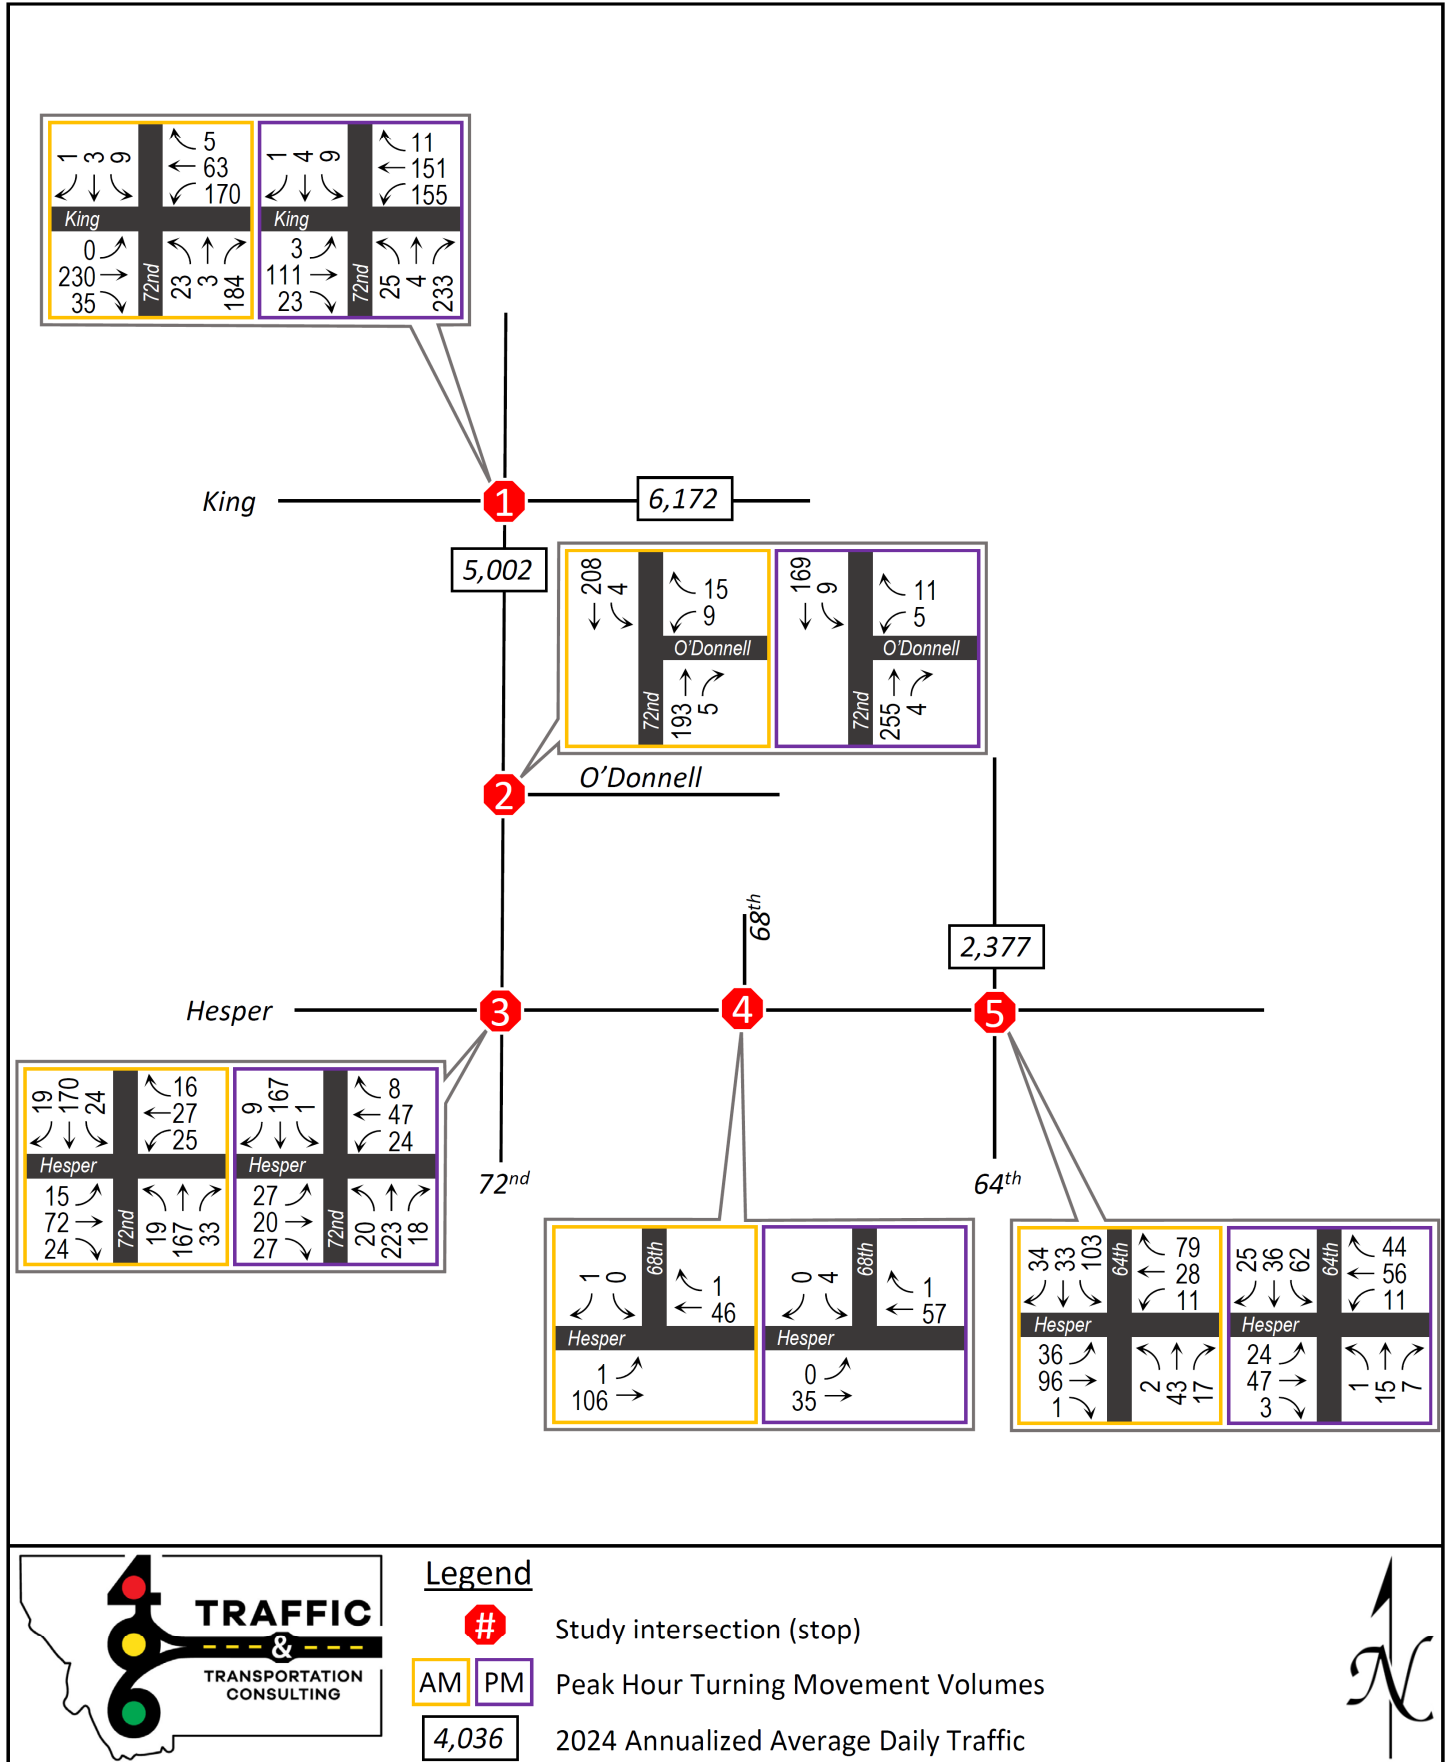 1 3 9
5
63
170
King
0
230
35
72nd
23 3 184
1 4 9
11
151
155
King
3
111
23
72nd
25 4 233
King
1
6,172
5,002
208 4
15
9
O'Donnell
72nd
193 5
169 9
11
5
O'Donnell
72nd
255 4
2
O'Donnell
68th
2,377
Hesper
3
4
5
19 170 24
16
27
25
Hesper
15
72
24
72nd
19 167 33
9 167 1
8
47
24
Hesper
27
20
27
72nd
20 223 18
72nd
64th
1 0
68th
1
46
Hesper
1
106
0 4
68th
1
57
Hesper
0
35
34 33 103
64th
79
28
11
Hesper
36
96
1
2 43 17
25 36 62
64th
44
56
11
Hesper
24
47
3
1 15 7
406
TRAFFIC
&
TRANSPORTATION
CONSULTING
Legend
# Study intersection (stop)
AM PM Peak Hour Turning Movement Volumes
4,036 2024 Annualized Average Daily Traffic
N